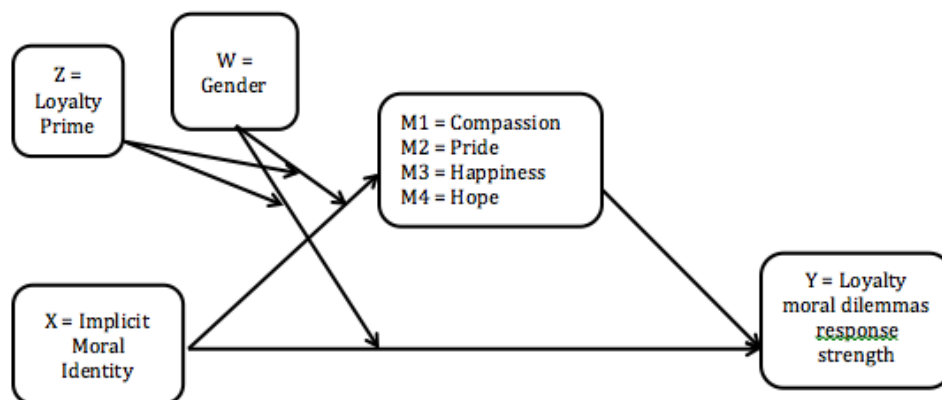 Z =
Loyalty
Prime
W =
Gender
M1 = Compassion
M2 = Pride
M3 = Happiness
M4 = Hope
X = Implicit
Moral
Identity
Y = Loyalty
moral dilemmas
response
strength